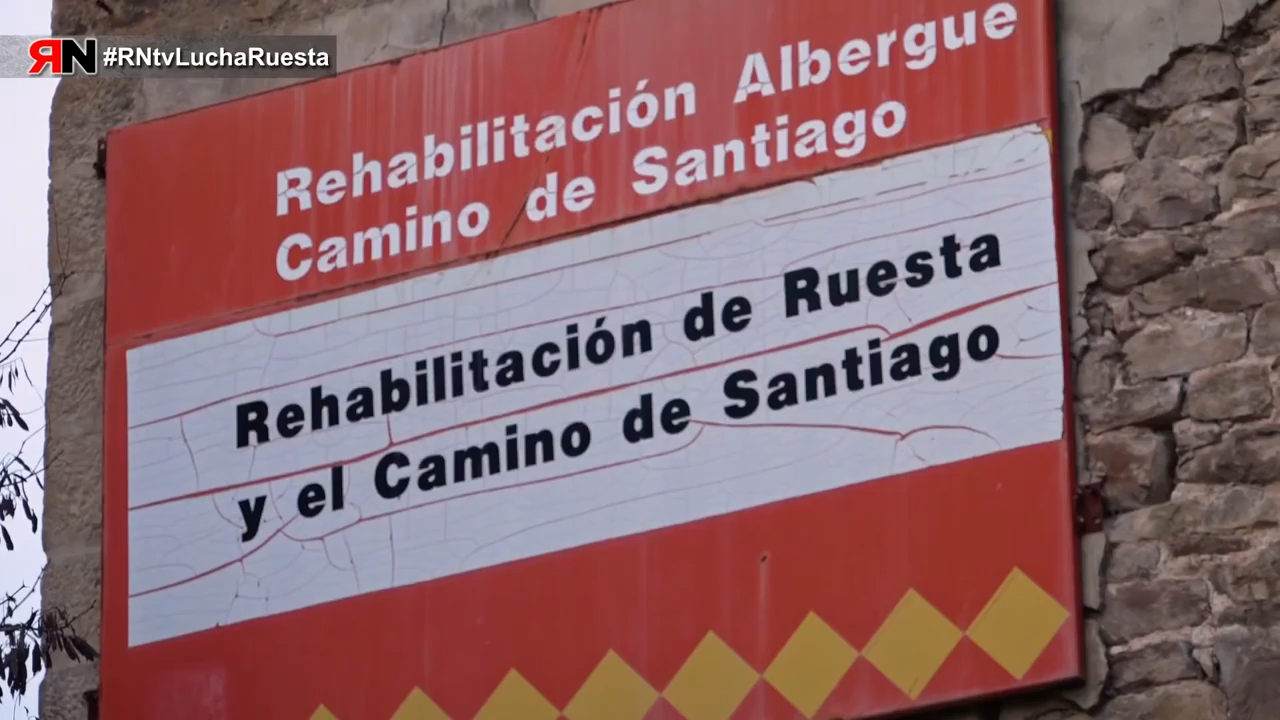 RN #RNtvLuchaRuesta
Rehabilitación Albergue
Camino de Santiago
Rehabilitación de Ruesta
y el Camino de Santiago